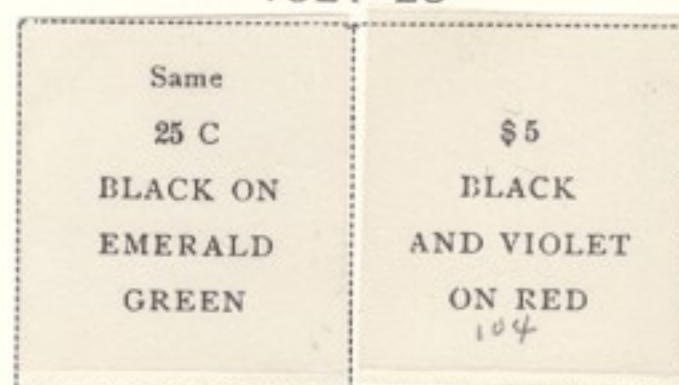 Same
25 C
BLACK ON
EMERALD
GREEN
$5
BLACK
AND VIOLET
ON RED
104